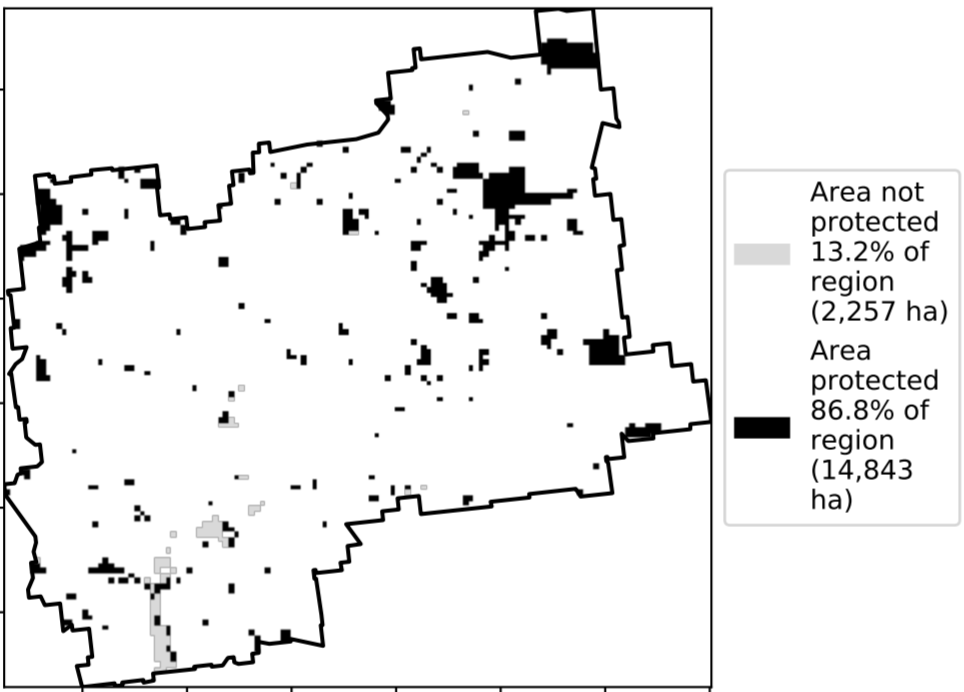 Area not
protected
13.2% of
region
(2,257 ha)
Area
protected
86.8% of
region
(14,843
ha)